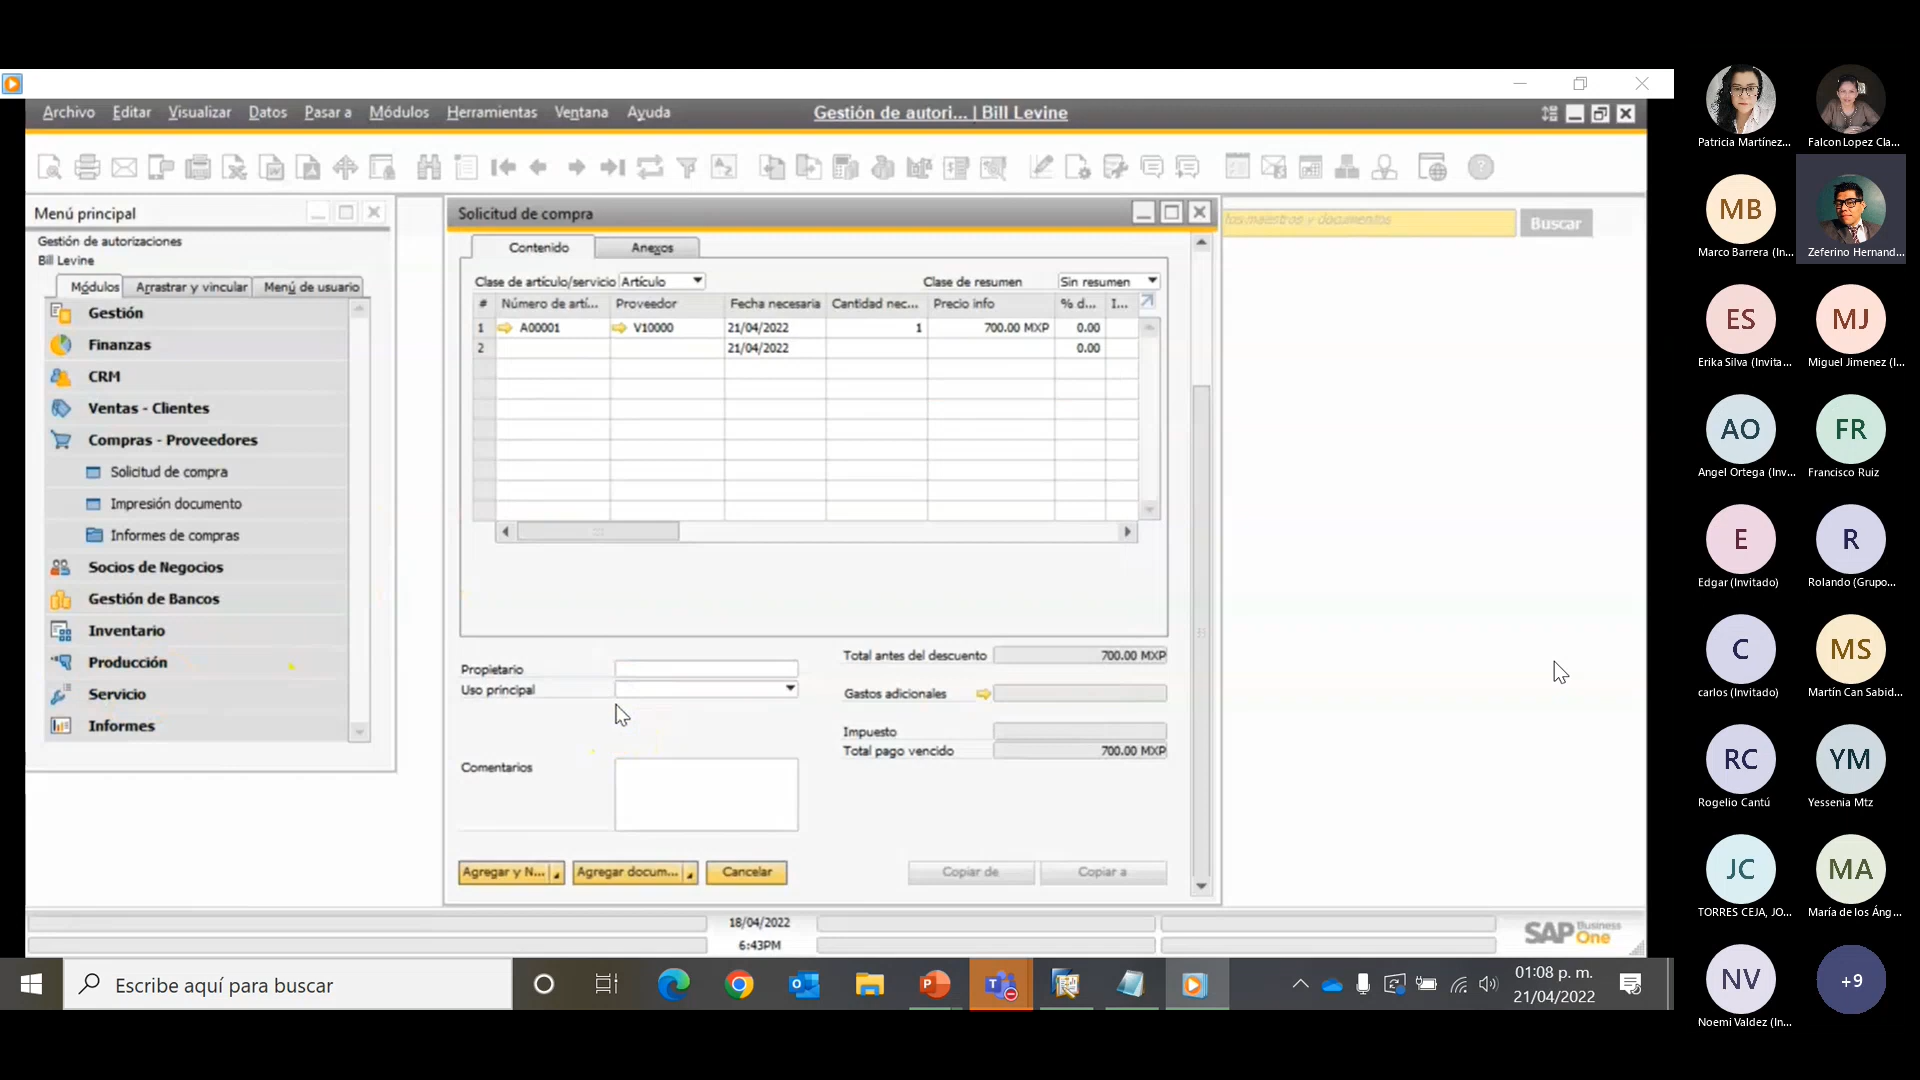 Archivo Editar Visualizar Datos Pasar a Módulos Herramientas Ventana Ayuda
Gestión de autori... | Bill Levine
Menú principal
Gestión de autorizaciones
Bill Levine
Módulos Arrastrar y vincular Menú de usuario
Gestión
Finanzas
CRM
Ventas - Clientes
Compras - Proveedores
Solicitud de compra
Impresión documento
Informes de compras
Socios de Negocios
Gestión de Bancos
Inventario
Producción
Servicio
Informes
Solicitud de compra
Contenido Anexos
Clase de artículo/servicio Artículo
Clase de resumen Sin resumen
# Número de artí... Proveedor Fecha necesaria Cantidad nec... Precio info % d... I...
1 A00001 V10000 21/04/2022 1 700.00 MXP 0.00
2 21/04/2022 0.00
Propietario
Uso principal
Comentarios
Total antes del descuento 700.00 MXP
Gastos adicionales
Impuesto
Total pago vencido 700.00 MXP
Agregar y N... Agregar docum... Cancelar Copiar de Copiar a
los maestros y documentos
Buscar
18/04/2022
6:43PM
SAP Business One
Escribe aquí para buscar
01:08 p. m.
21/04/2022
Patricia Martínez...
Falcon Lopez Cla...
MB
Marco Barrera (In...
Zeferino Hernand...
ES
Erika Silva (Invita...
MJ
Miguel Jimenez (I...
AO
Angel Ortega (Inv...
FR
Francisco Ruiz
E
Edgar (Invitado)
R
Rolando (Grupo...
C
carlos (Invitado)
MS
Martín Can Sabid...
RC
Rogelio Cantú
YM
Yessenia Mtz
JC
TORRES CEJA, JO...
MA
María de los Áng...
NV
Noemi Valdez (In...
+9